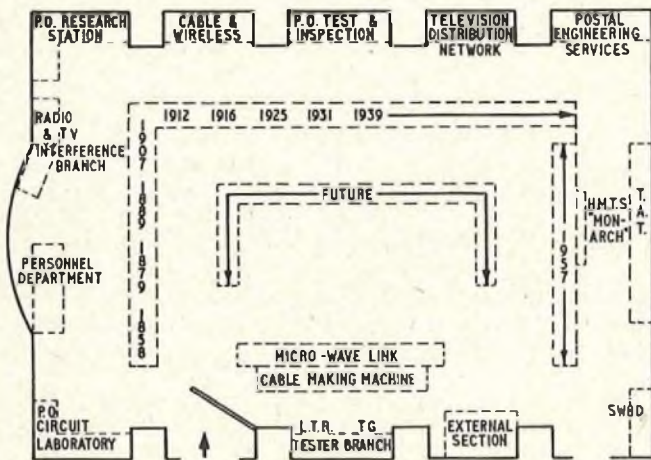 P.O. RESEARCH
STATION
CABLE &
WIRELESS
P.O. TEST &
INSPECTION
TELEVISION
DISTRIBUTION
NETWORK
POSTAL
ENGINEERING
SERVICES
RADIO
& TV
INTERFERENCE
BRANCH
1912 1916 1925 1931 1939
1907 1889 1879 1858
FUTURE
1957
H.M.T.S
"MON-
ARCH"
T.A.T.
PERSONNEL
DEPARTMENT
MICRO-WAVE LINK
CABLE MAKING MACHINE
P.O.
CIRCUIT
LABORATORY
L.T.R. TG
TESTER BRANCH
EXTERNAL
SECTION
SWBD